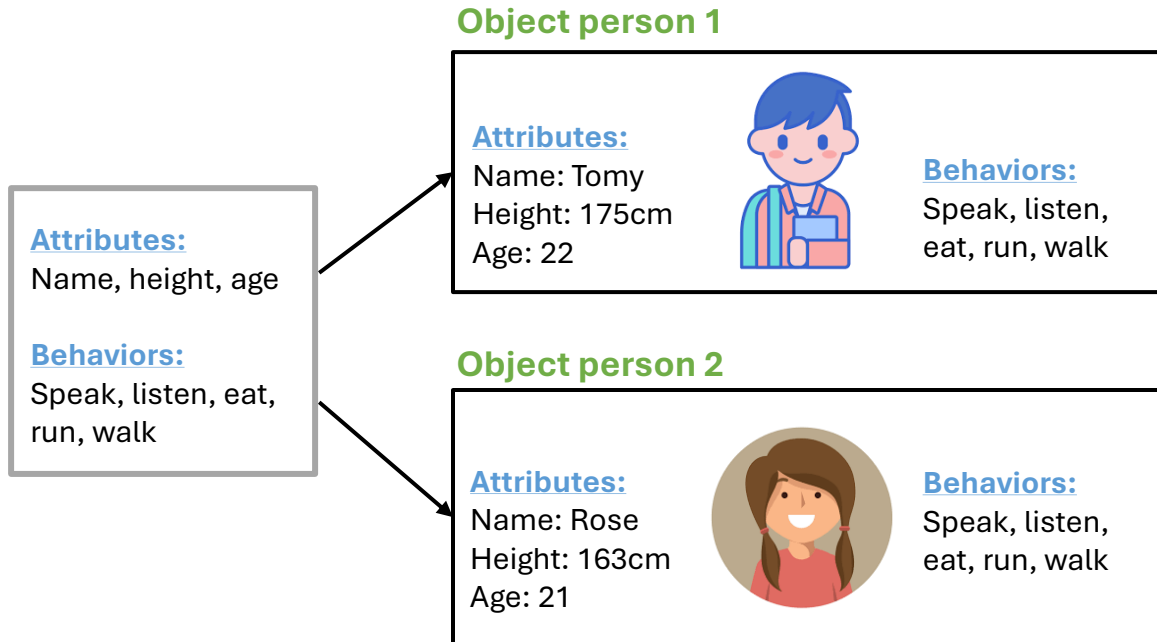 Object person 1
Attributes:
Name: Tomy
Height: 175cm
Age: 22
Behaviors:
Speak, listen,
eat, run, walk
Attributes:
Name, height, age
Behaviors:
Speak, listen, eat,
run, walk
Object person 2
Attributes:
Name: Rose
Height: 163cm
Age: 21
Behaviors:
Speak, listen,
eat, run, walk